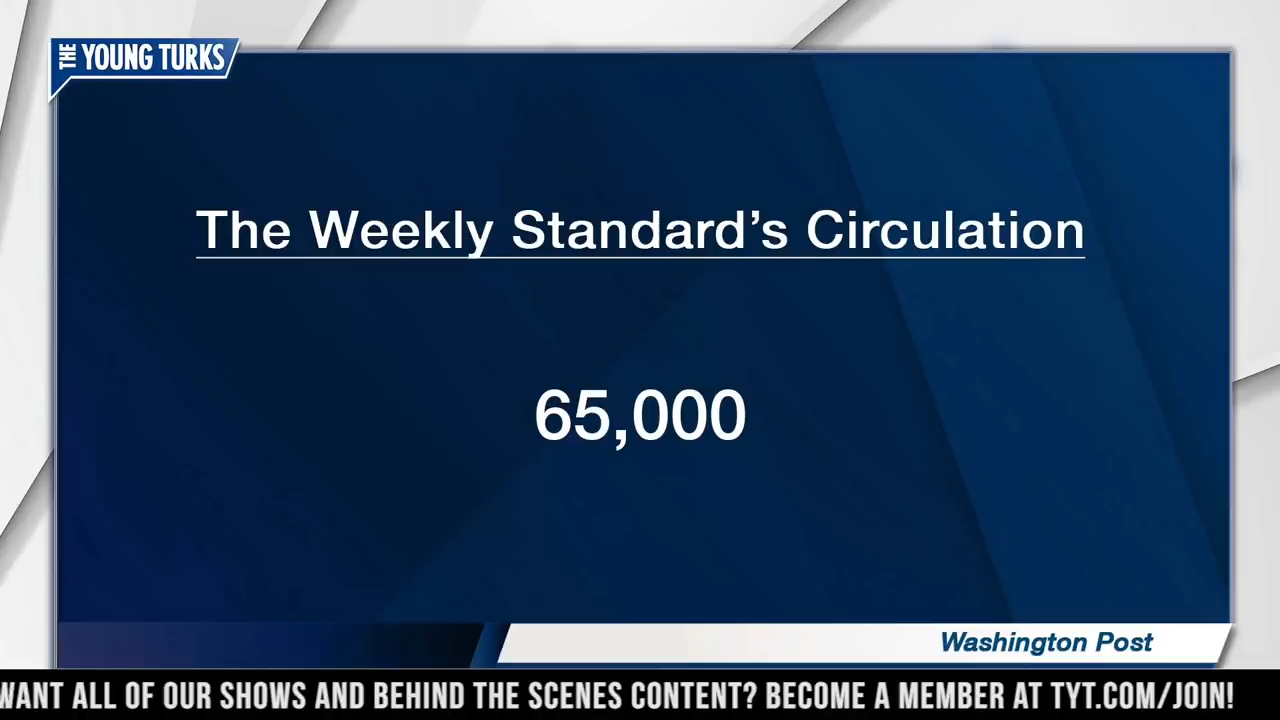 THE YOUNG TURKS
The Weekly Standard’s Circulation
65,000
Washington Post
WANT ALL OF OUR SHOWS AND BEHIND THE SCENES CONTENT? BECOME A MEMBER AT TYT.COM/JOIN!